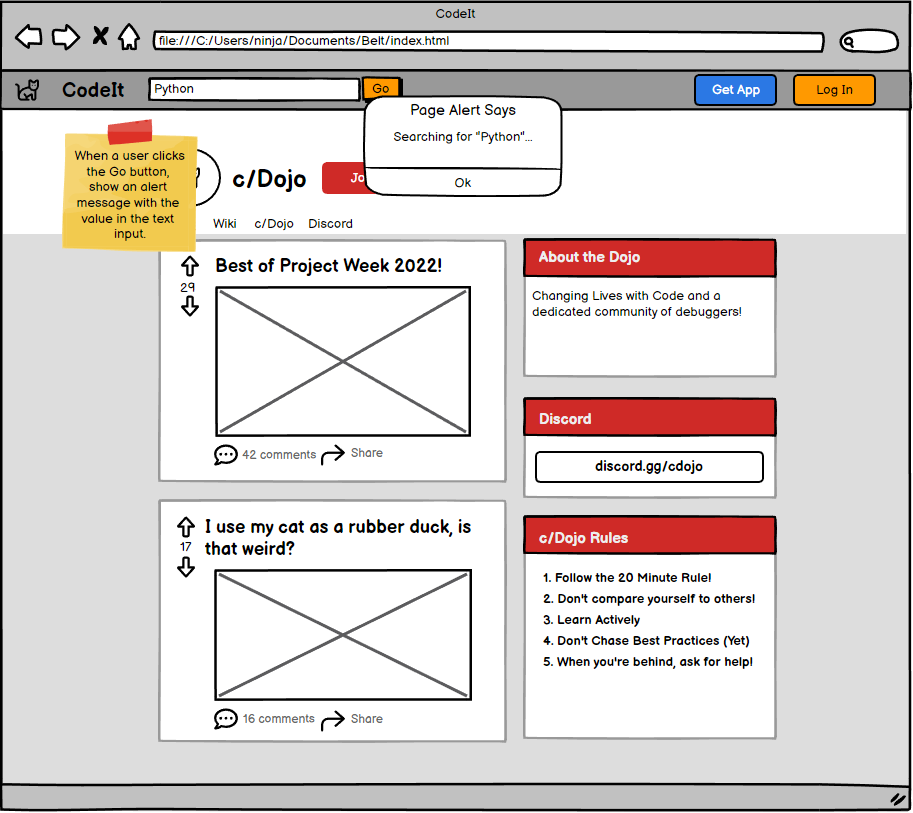 CodeIt
file:///C:/Users/ninja/Documents/Belt/index.html
CodeIt
Python
Go
Get App
Log In
Page Alert Says
Searching for "Python"...
Ok
When a user clicks
the Go button,
show an alert
message with the
value in the text
input.
c/Dojo
Jo
Wiki c/Dojo Discord
Best of Project Week 2022!
29
42 comments
Share
I use my cat as a rubber duck, is
that weird?
17
16 comments
Share
About the Dojo
Changing Lives with Code and a
dedicated community of debuggers!
Discord
discord.gg/cdojo
c/Dojo Rules
1. Follow the 20 Minute Rule!
2. Don't compare yourself to others!
3. Learn Actively
4. Don't Chase Best Practices (Yet)
5. When you're behind, ask for help!